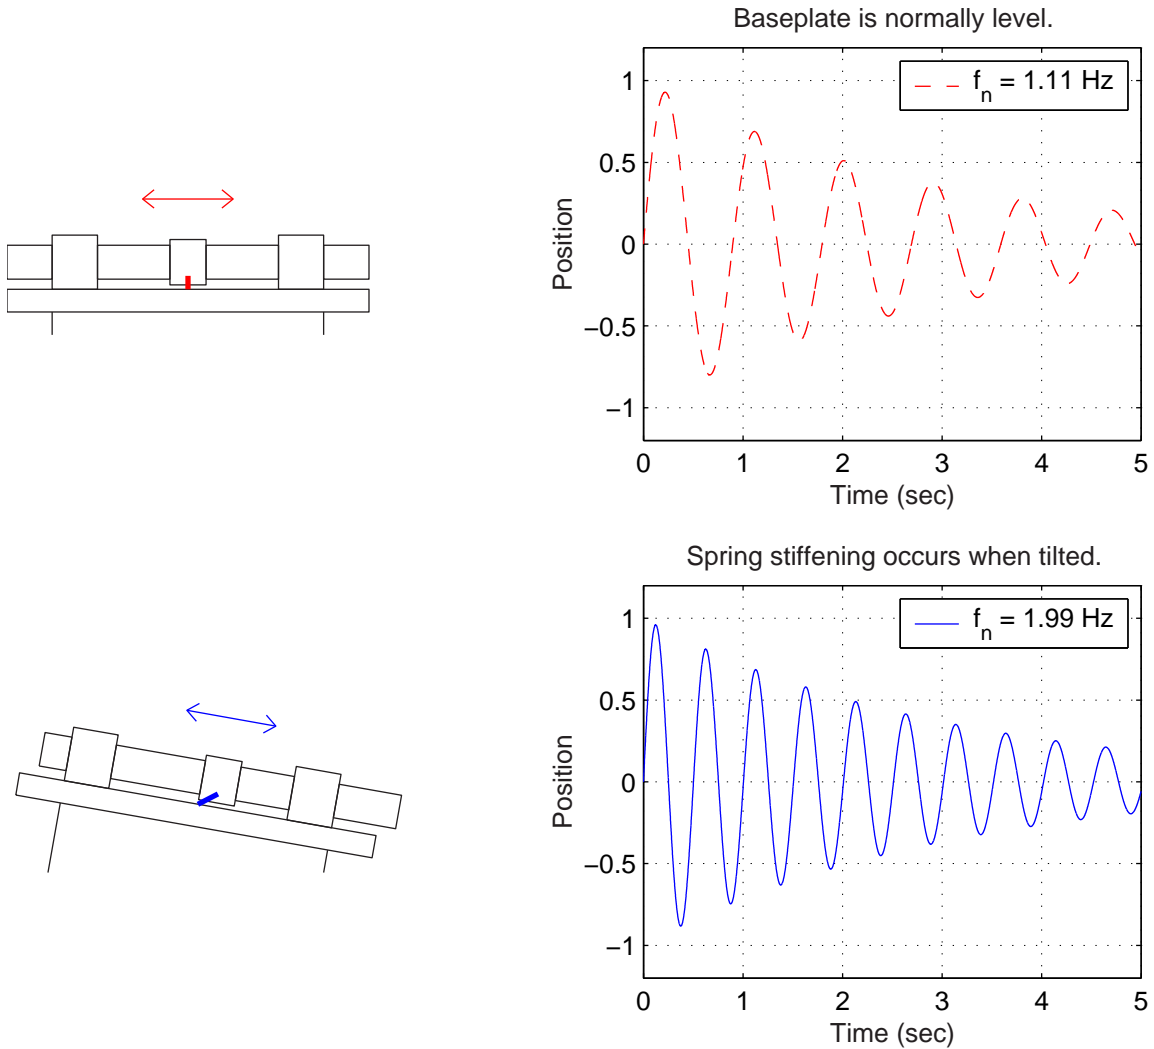 Baseplate is normally level.
f_n = 1.11 Hz
1
0.5
0
−0.5
−1
Position
0 1 2 3 4 5
Time (sec)
Spring stiffening occurs when tilted.
f_n = 1.99 Hz
1
0.5
0
−0.5
−1
Position
0 1 2 3 4 5
Time (sec)